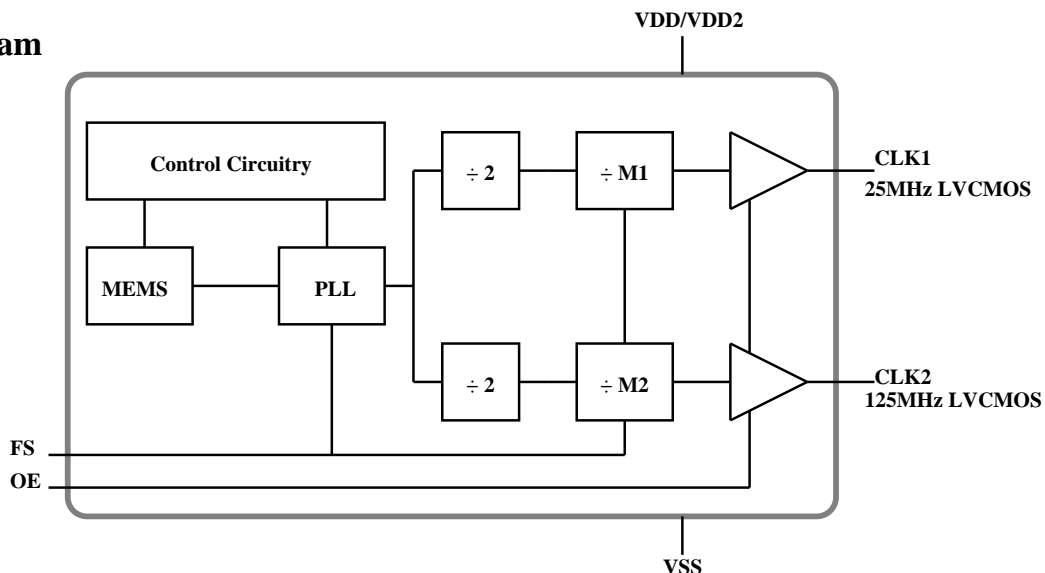 am
VDD/VDD2
Control Circuitry
÷ 2
÷ M1
CLK1
25MHz LVCMOS
MEMS
PLL
÷ 2
÷ M2
CLK2
125MHz LVCMOS
FS
OE
VSS